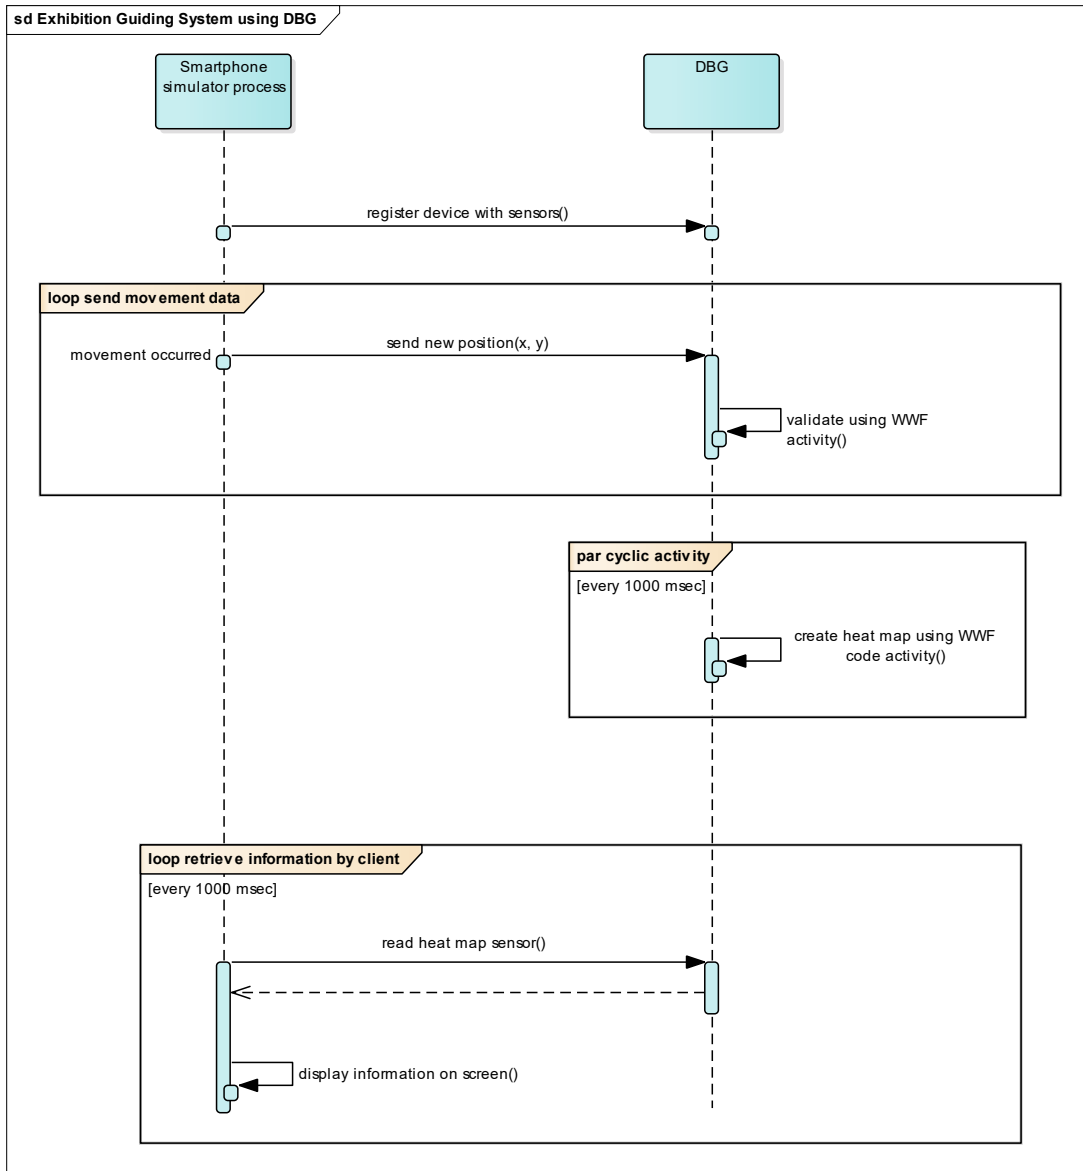 sd Exhibition Guiding System using DBG
Smartphone
simulator process
DBG
register device with sensors()
loop send movement data
movement occurred
send new position(x, y)
validate using WWF
activity()
par cyclic activity
[every 1000 msec]
create heat map using WWF
code activity()
loop retrieve information by client
[every 1000 msec]
read heat map sensor()
display information on screen()